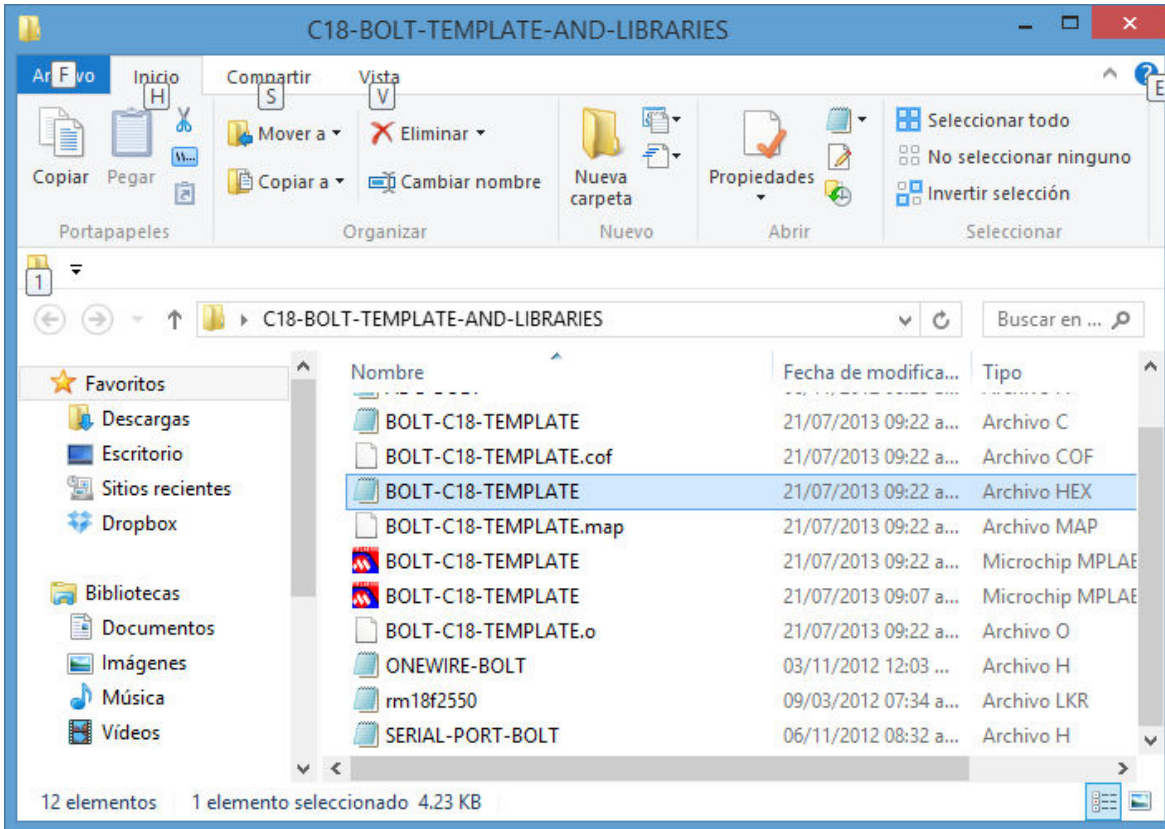 C18-BOLT-TEMPLATE-AND-LIBRARIES
F Inicio Compartir Vista
H S V E
Copiar Pegar Mover a Eliminar
Copiar a Cambiar nombre
Nueva carpeta
Propiedades
Seleccionar todo
No seleccionar ninguno
Invertir selección
Portapapeles Organizar Nuevo Abrir Seleccionar
1
C18-BOLT-TEMPLATE-AND-LIBRARIES Buscar en ...
Favoritos
Descargas
Escritorio
Sitios recientes
Dropbox
Bibliotecas
Documentos
Imágenes
Música
Vídeos
Nombre Fecha de modifica... Tipo
BOLT-C18-TEMPLATE 21/07/2013 09:22 a... Archivo C
BOLT-C18-TEMPLATE.cof 21/07/2013 09:22 a... Archivo COF
BOLT-C18-TEMPLATE 21/07/2013 09:22 a... Archivo HEX
BOLT-C18-TEMPLATE.map 21/07/2013 09:22 a... Archivo MAP
BOLT-C18-TEMPLATE 21/07/2013 09:22 a... Microchip MPLAB
BOLT-C18-TEMPLATE 21/07/2013 09:07 a... Microchip MPLAB
BOLT-C18-TEMPLATE.o 21/07/2013 09:22 a... Archivo O
ONEWIRE-BOLT 03/11/2012 12:03 ... Archivo H
rm18f2550 09/03/2012 07:34 a... Archivo LKR
SERIAL-PORT-BOLT 06/11/2012 08:32 a... Archivo H
12 elementos 1 elemento seleccionado 4.23 KB